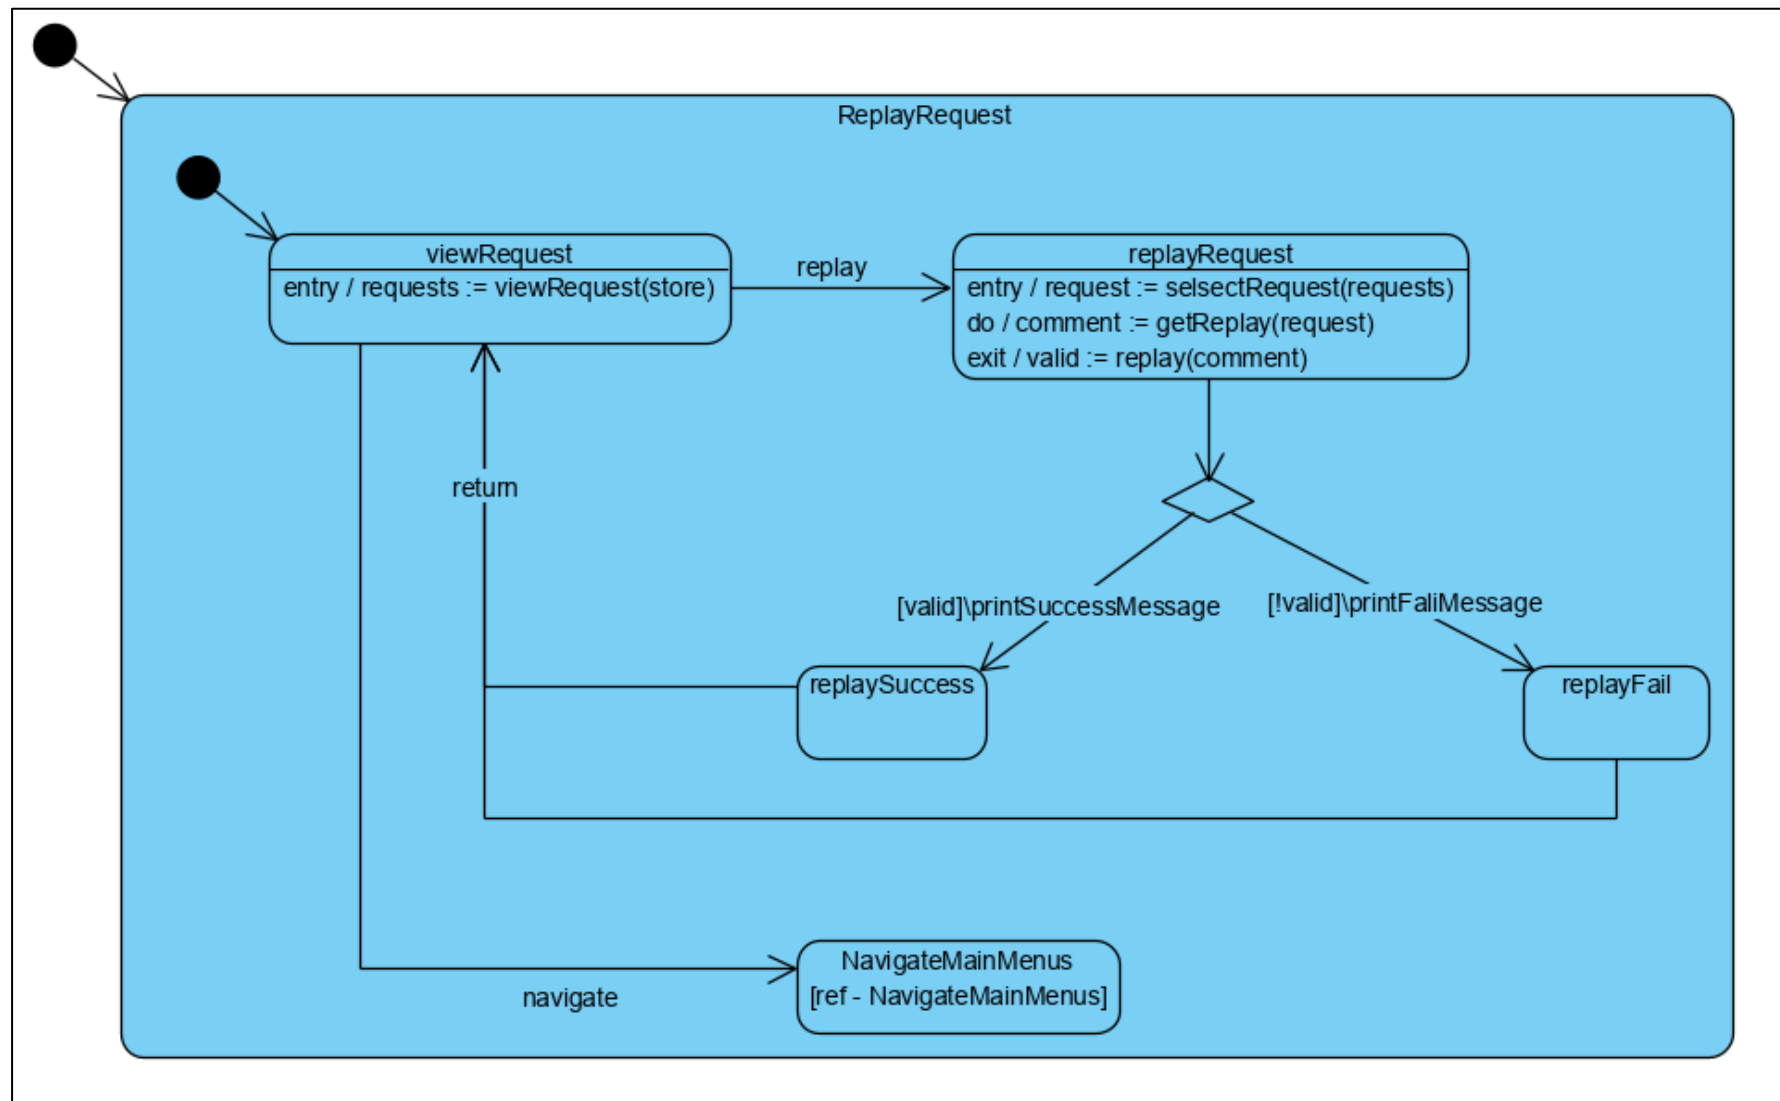 ReplayRequest
viewRequest
entry / requests := viewRequest(store)
replay
replayRequest
entry / request := selsectRequest(requests)
do / comment := getReplay(request)
exit / valid := replay(comment)
return
[valid]\printSuccessMessage
[!valid]\printFaliMessage
replaySuccess
replayFail
navigate
NavigateMainMenus
[ref - NavigateMainMenus]